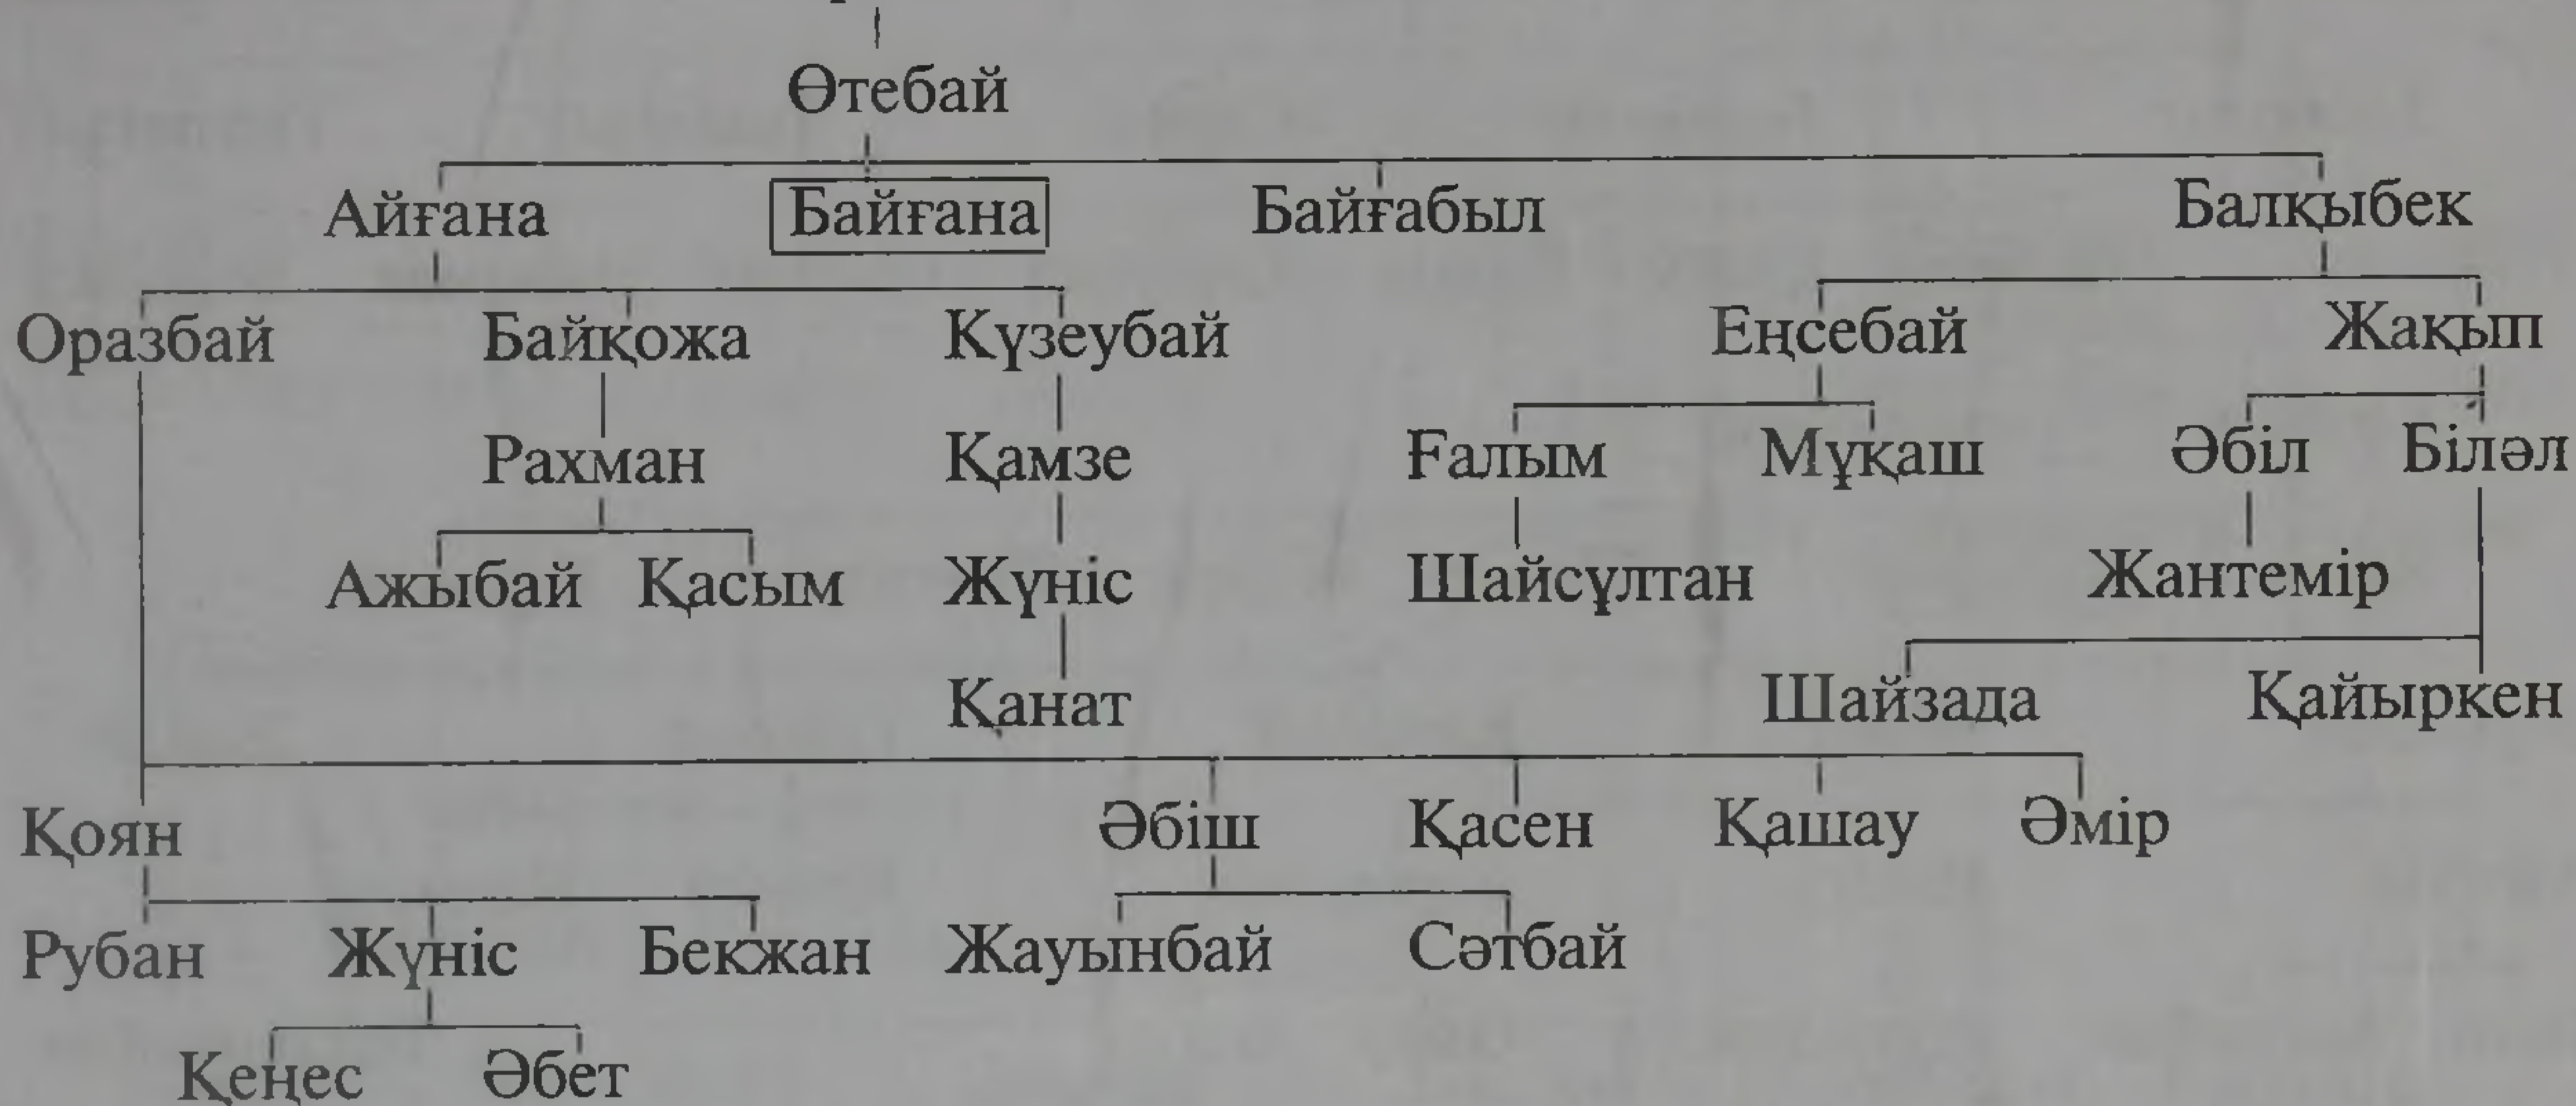 Өтебай
Айғана Байғана Байғабыл Балқыбек
Оразбай Байқожа Күзеубай Еңсебай Жақып
Рахман Қамзе Ғалым Мұқаш Әбіл Біләл
Ажыбай Қасым Жүніс Шайсұлтан Жантемір
Қанат Шайзада Қайыркен
Қоян Әбіш Қасен Қашау Әмір
Рубан Жүніс Бекжан Жауынбай Сәтбай
Қеңес Әбет